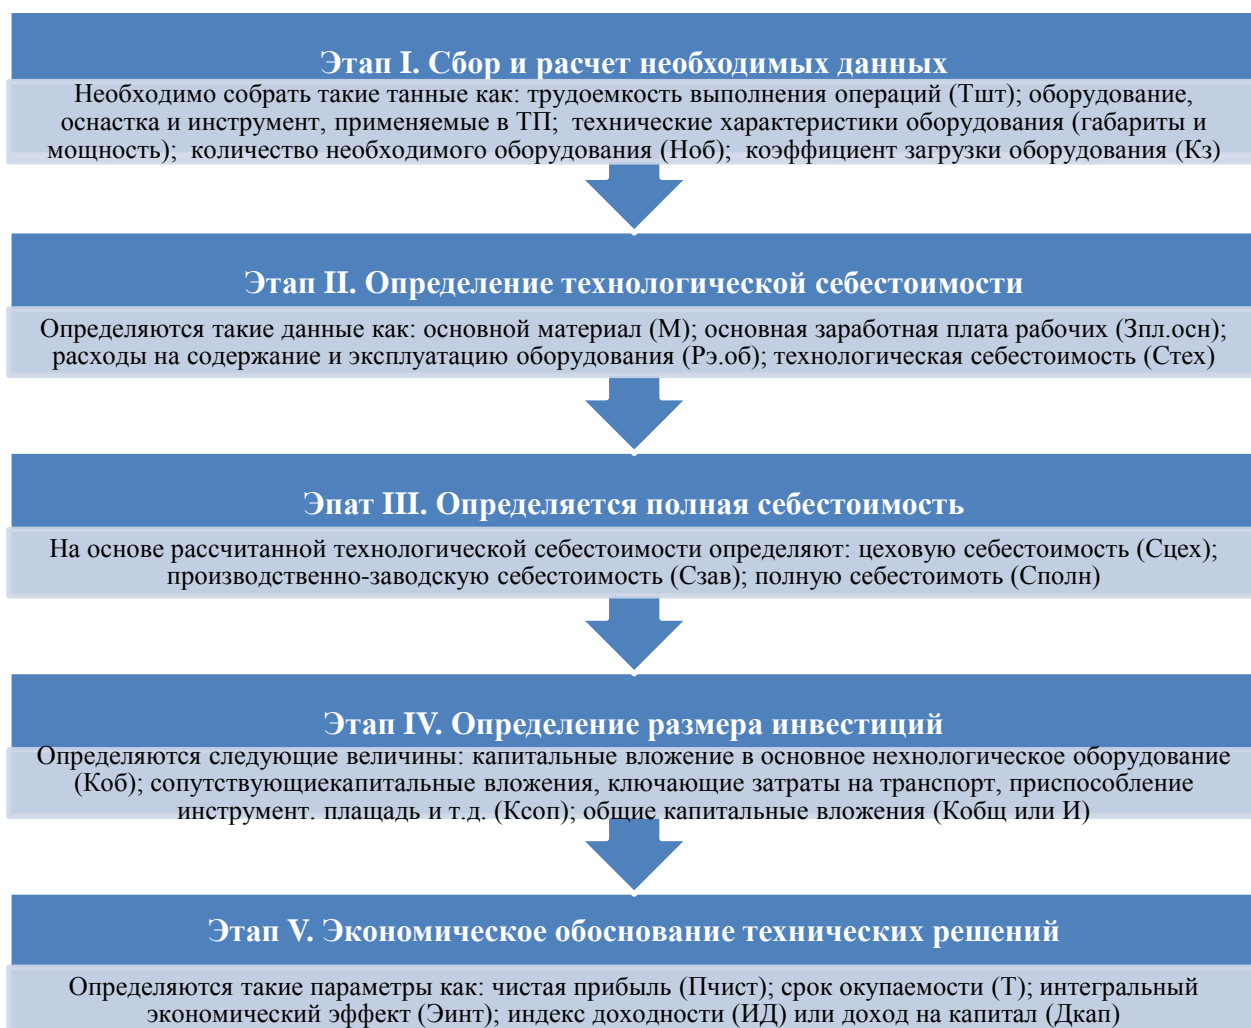 Этап I. Сбор и расчет необходимых данных
Необходимо собрать такие танные как: трудоемкость выполнения операций (Тшт); оборудование,
оснастка и инструмент, применяемые в ТП;  технические характеристики оборудования (габариты и
мощность);  количество необходимого оборудования (Ноб);  коэффициент загрузки оборудования (Кз)
Этап II. Определение технологической себестоимости
Определяются такие данные как: основной материал (М); основная заработная плата рабочих (Зпл.осн);
расходы на содержание и эксплуатацию оборудования (Рэ.об); технологическая себестоимость (Стех)
Эпат III. Определяется полная себестоимость
На основе рассчитанной технологической себестоимости определяют: цеховую себестоимость (Сцех);
производственно-заводскую себестоимость (Сзав); полную себестоимоть (Сполн)
Этап IV. Определение размера инвестиций
Определяются следующие величины: капитальные вложение в основное нехнологическое оборудование
(Коб); сопутствующиекапитальные вложения, ключающие затраты на транспорт, приспособление
инструмент. плащадь и т.д. (Ксоп); общие капитальные вложения (Кобщ или И)
Этап V. Экономическое обоснование технических решений
Определяются такие параметры как: чистая прибыль (Пчист); срок окупаемости (Т); интегральный
экономический эффект (Эинт); индекс доходности (ИД) или доход на капитал (Дкап)